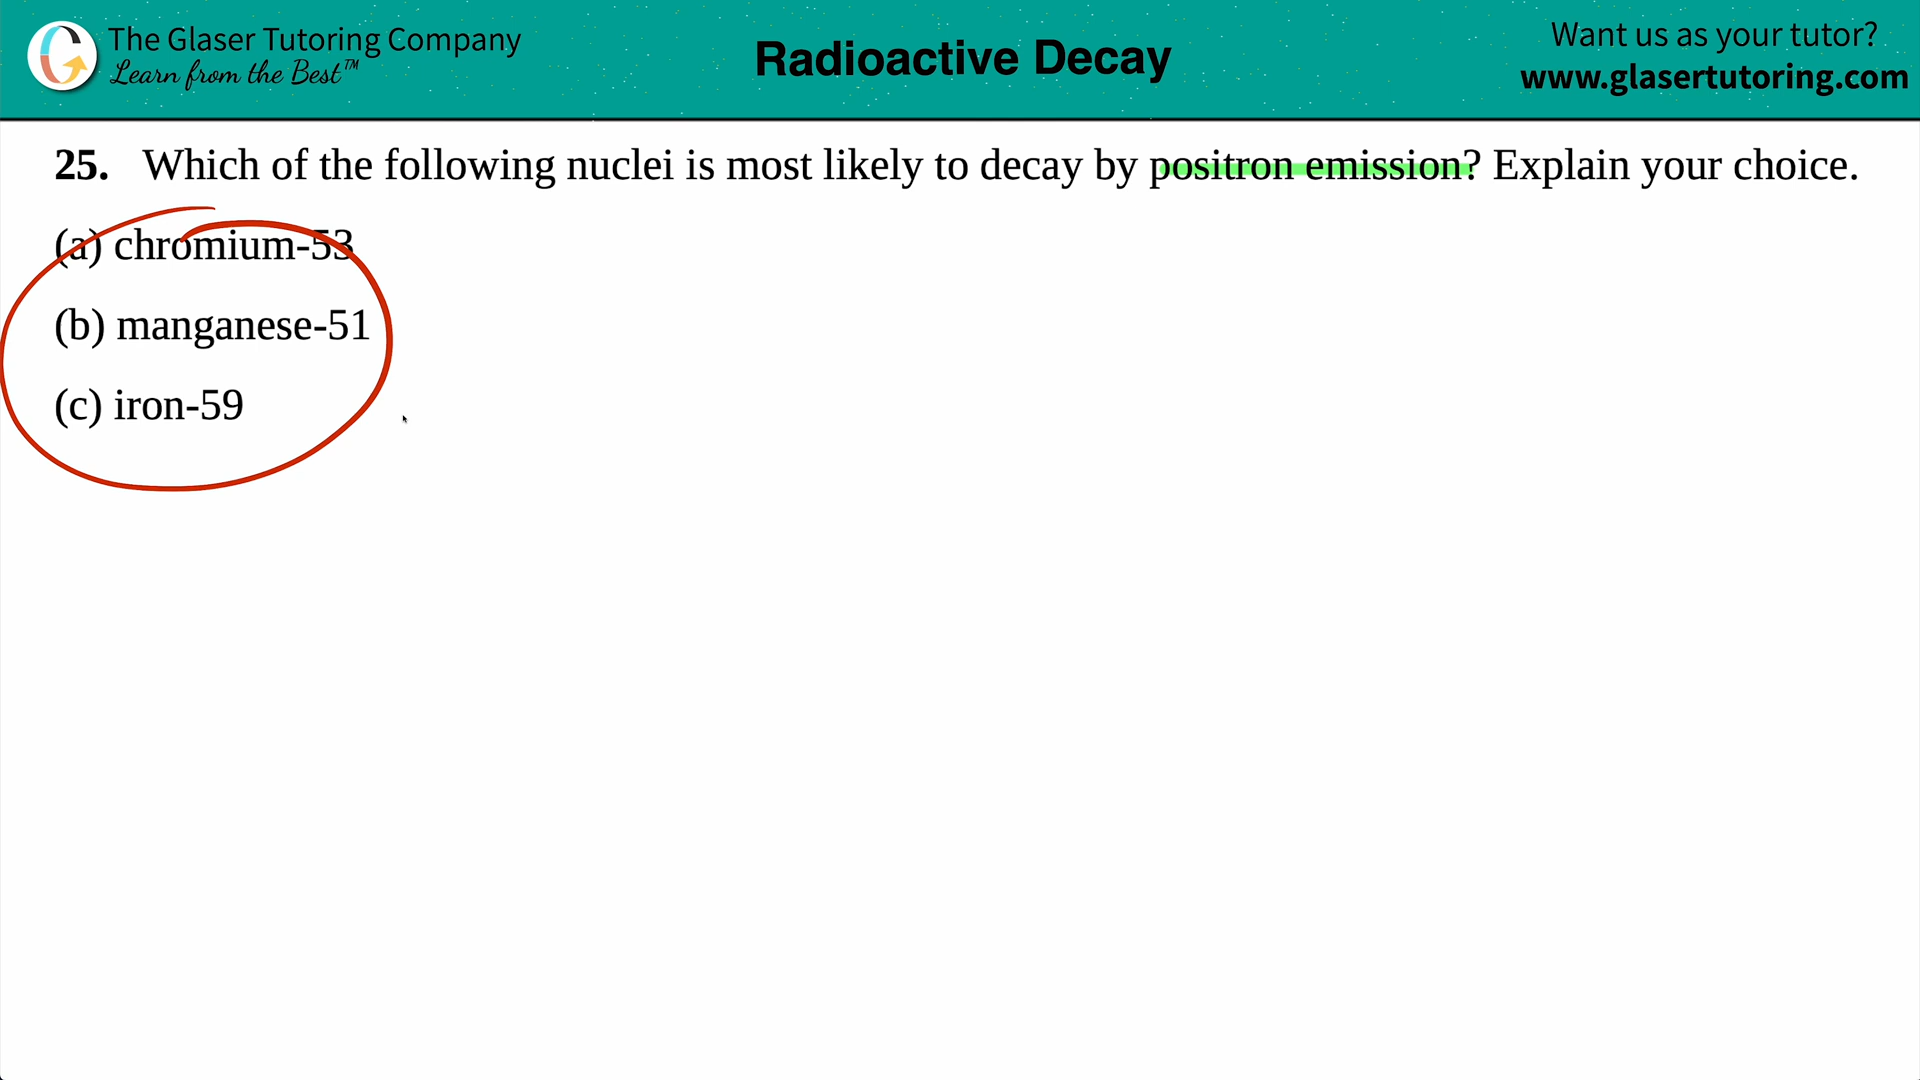 The Glaser Tutoring Company
Learn from the Best™
Radioactive Decay
Want us as your tutor?
www.glasertutoring.com
25. Which of the following nuclei is most likely to decay by positron emission? Explain your choice.
(a) chromium-53
(b) manganese-51
(c) iron-59